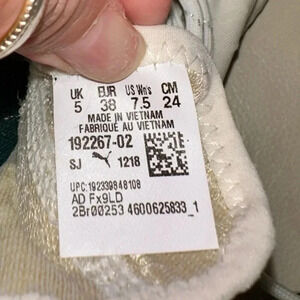 UK EUR US Wn's CM
5 38 7.5 24
MADE IN VIETNAM
FABRIQUÉ AU VIETNAM
192267-02
SJ 1218
UPC:192339848108
AD Fx9LD
2Br00253 4600625833_1